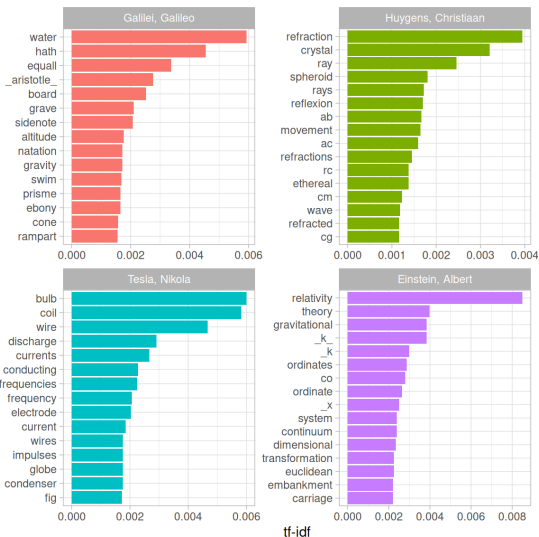 Galilei, Galileo
water
hath
equall
_aristotle_
board
grave
sidenote
altitude
natation
gravity
swim
prisme
ebony
cone
rampart
0.000 0.002 0.004 0.006
Huygens, Christiaan
refraction
crystal
ray
spheroid
rays
reflexion
ab
movement
ac
refractions
rc
ethereal
cm
wave
refracted
cg
0.000 0.001 0.002 0.003 0.004
Tesla, Nikola
bulb
coil
wire
discharge
currents
conducting
frequencies
frequency
electrode
current
wires
impulses
globe
condenser
fig
0.000 0.002 0.004 0.006
Einstein, Albert
relativity
theory
gravitational
_k_
_k
ordinates
co
ordinate
_x
system
continuum
dimensional
transformation
euclidean
embankment
carriage
0.000 0.002 0.004 0.006 0.008
tf-idf